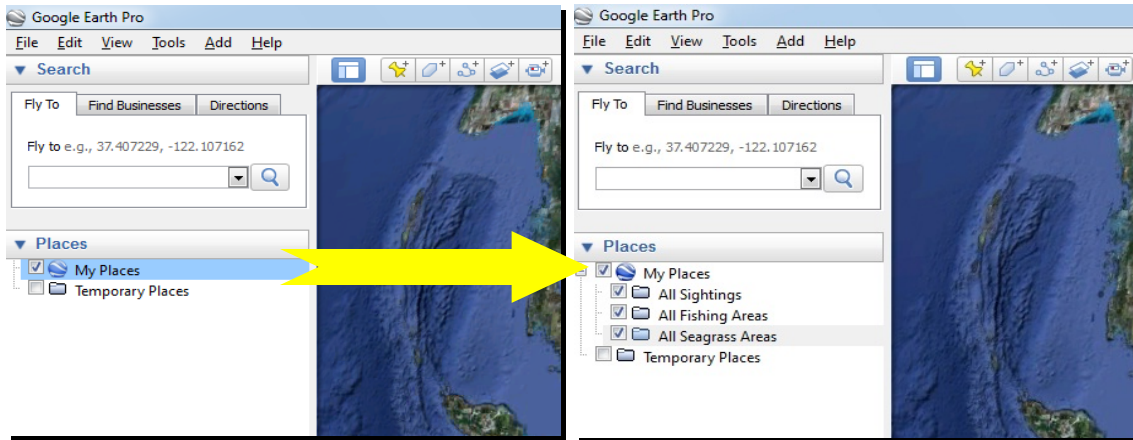 Google Earth Pro
File Edit View Tools Add Help
Search
Fly To Find Businesses Directions
Fly to e.g., 37.407229, -122.107162
Places
My Places
Temporary Places
Google Earth Pro
File Edit View Tools Add Help
Search
Fly To Find Businesses Directions
Fly to e.g., 37.407229, -122.107162
Places
My Places
All Sightings
All Fishing Areas
All Seagrass Areas
Temporary Places